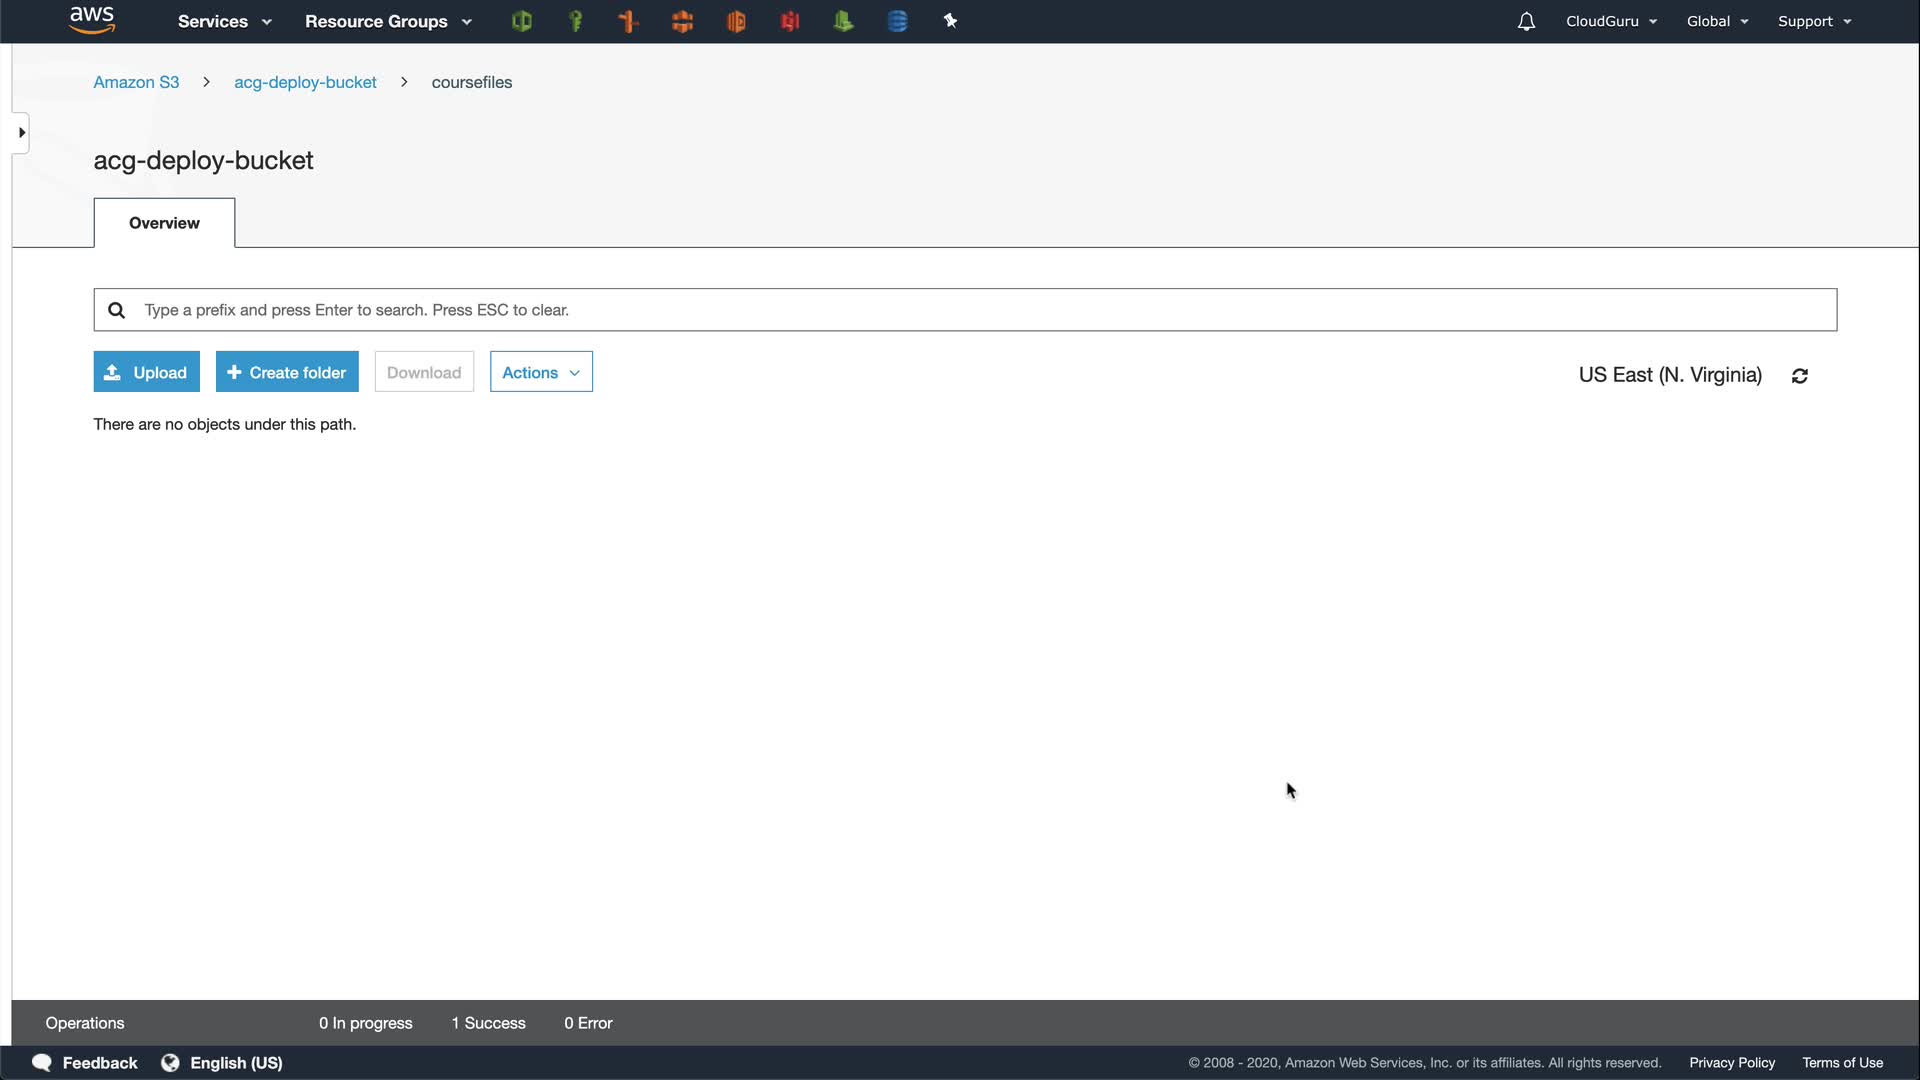 aws Services Resource Groups CloudGuru Global Support
Amazon S3 > acg-deploy-bucket > coursefiles
acg-deploy-bucket
Overview
Type a prefix and press Enter to search. Press ESC to clear.
Upload + Create folder Download Actions US East (N. Virginia)
There are no objects under this path.
Operations 0 In progress 1 Success 0 Error
Feedback English (US) © 2008 - 2020, Amazon Web Services, Inc. or its affiliates. All rights reserved. Privacy Policy Terms of Use